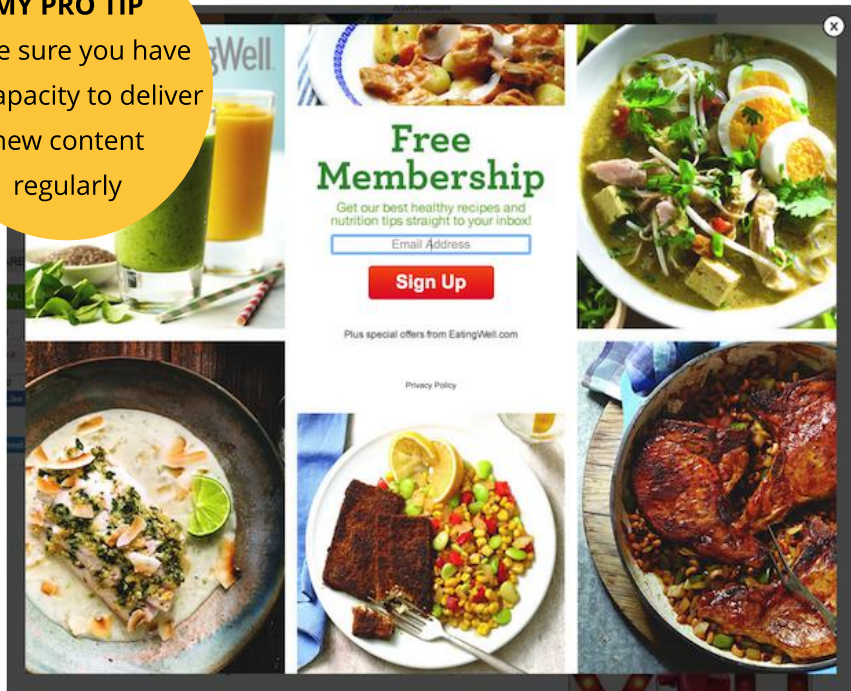 MY PRO TIP
e sure you have
apacity to deliver
new content
regularly
gWell
X
Free
Membership
Get our best healthy recipes and
nutrition tips straight to your inbox!
Email Address
Sign Up
Plus special offers from EatingWell.com
Privacy Policy